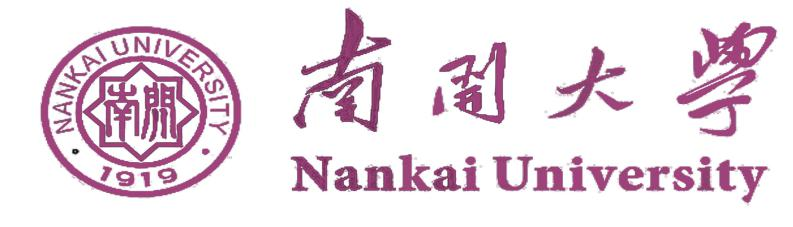 NANKAI UNIVERSITY
南開
1919
南開大學
Nankai University